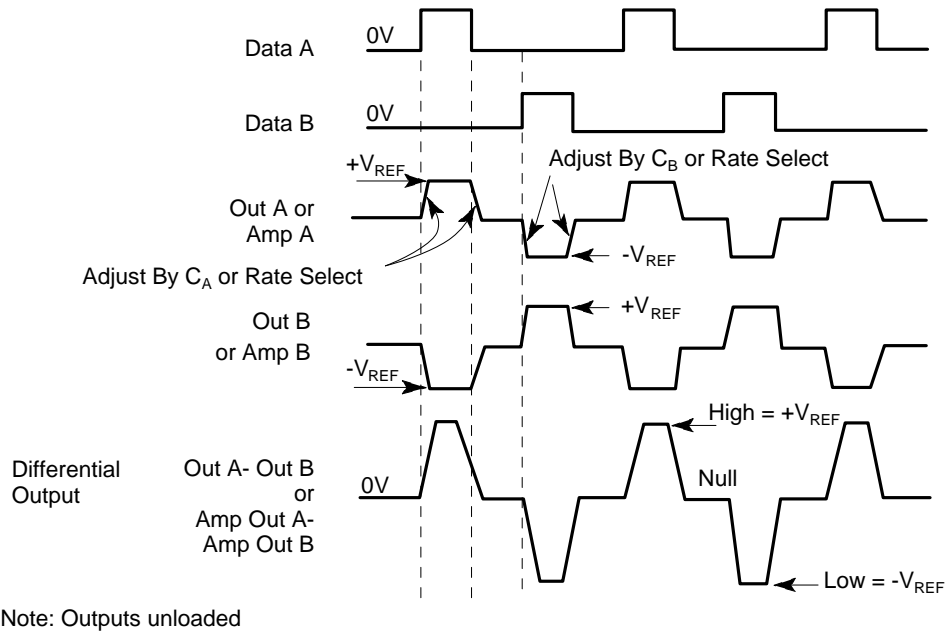 Data A
0V
Data B
0V
+VREF
Adjust By CB or Rate Select
Out A or
Amp A
-VREF
Adjust By CA or Rate Select
Out B
or Amp B
+VREF
-VREF
High = +VREF
Differential
Output
Out A- Out B
or
Amp Out A-
Amp Out B
0V
Null
Low = -VREF
Note: Outputs unloaded